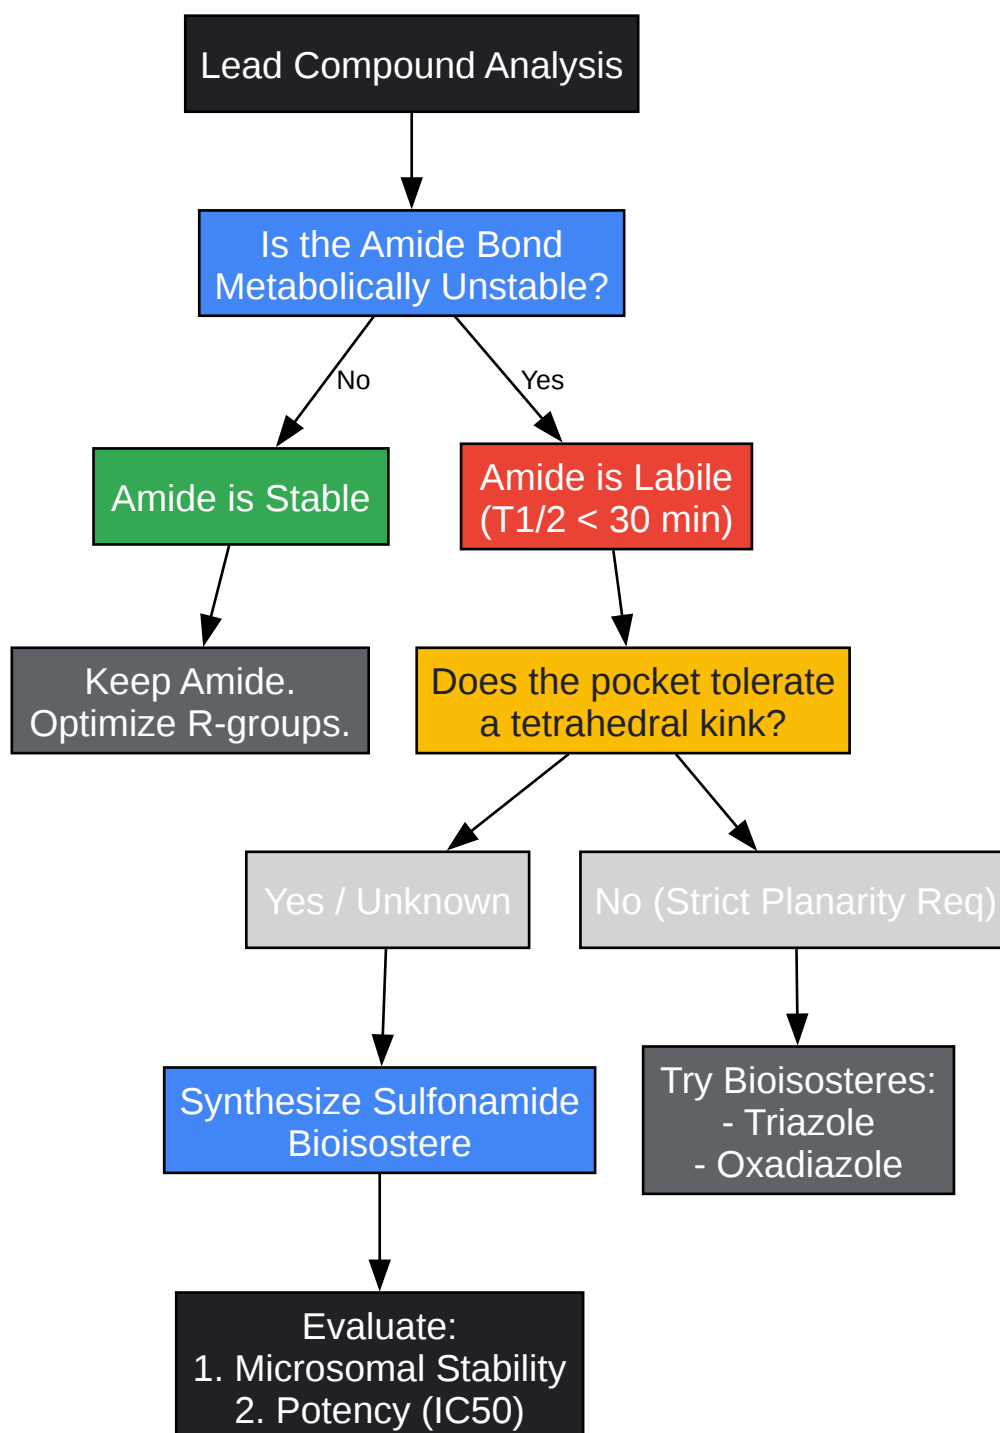 Lead Compound Analysis
Is the Amide Bond
Metabolically Unstable?
No
Yes
Amide is Stable
Amide is Labile
(T1/2 < 30 min)
Keep Amide.
Optimize R-groups.
Does the pocket tolerate
a tetrahedral kink?
Yes / Unknown
No (Strict Planarity Req)
Synthesize Sulfonamide
Bioisostere
Try Bioisosteres:
- Triazole
- Oxadiazole
Evaluate:
1. Microsomal Stability
2. Potency (IC50)